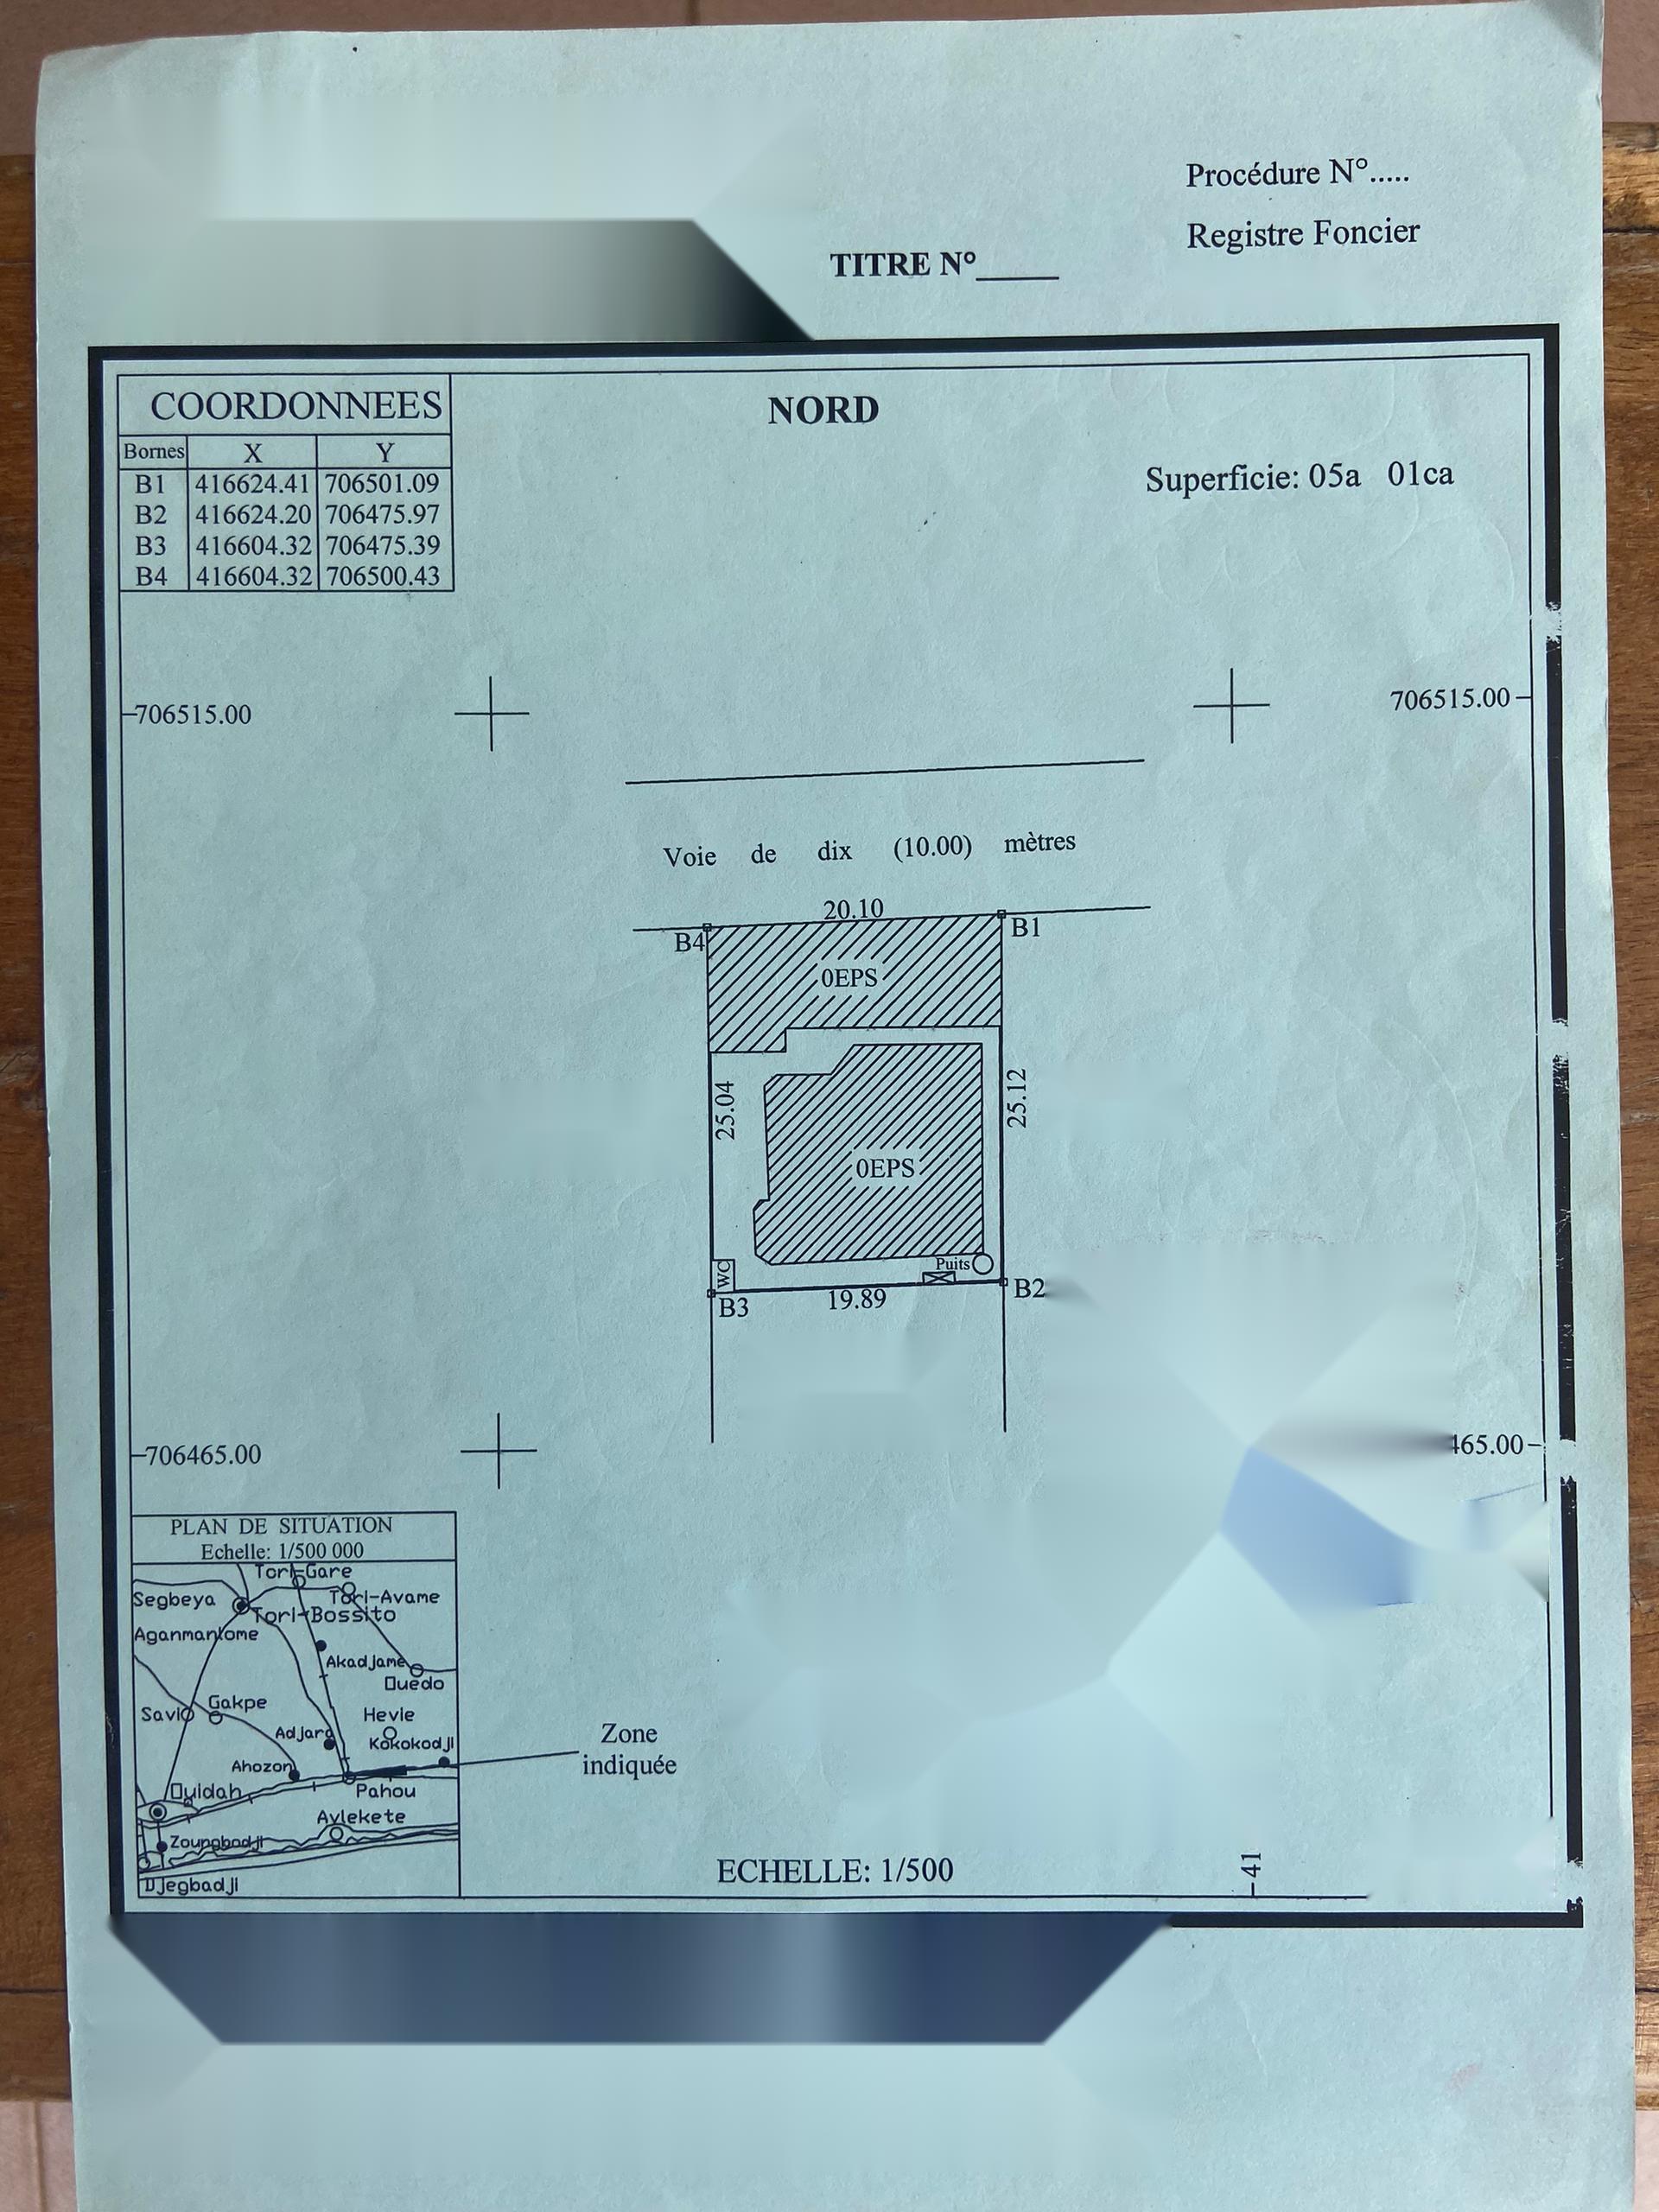 Procédure N°.....
Registre Foncier
TITRE N°_____
COORDONNEES
Bornes X Y
B1 416624.41 706501.09
B2 416624.20 706475.97
B3 416604.32 706475.39
B4 416604.32 706500.43
NORD
Superficie: 05a 01ca
706515.00
706515.00
Voie de dix (10.00) mètres
20.10
B4
B1
0EPS
25.04
25.12
0EPS
Puits
WC
B2
B3
19.89
706465.00
465.00
PLAN DE SITUATION
Echelle: 1/500 000
Tori-Gare
Segbeya
Tori-Avame
Tori-Bossito
Aganmanlome
Akadjame
Ouedo
Gakpe
Savi
Hevie
Adjara
Kokokodji
Ahozon
Ouidah
Pahou
Avlekete
Zoungbodji
Djegbadji
Zone
indiquée
ECHELLE: 1/500
41